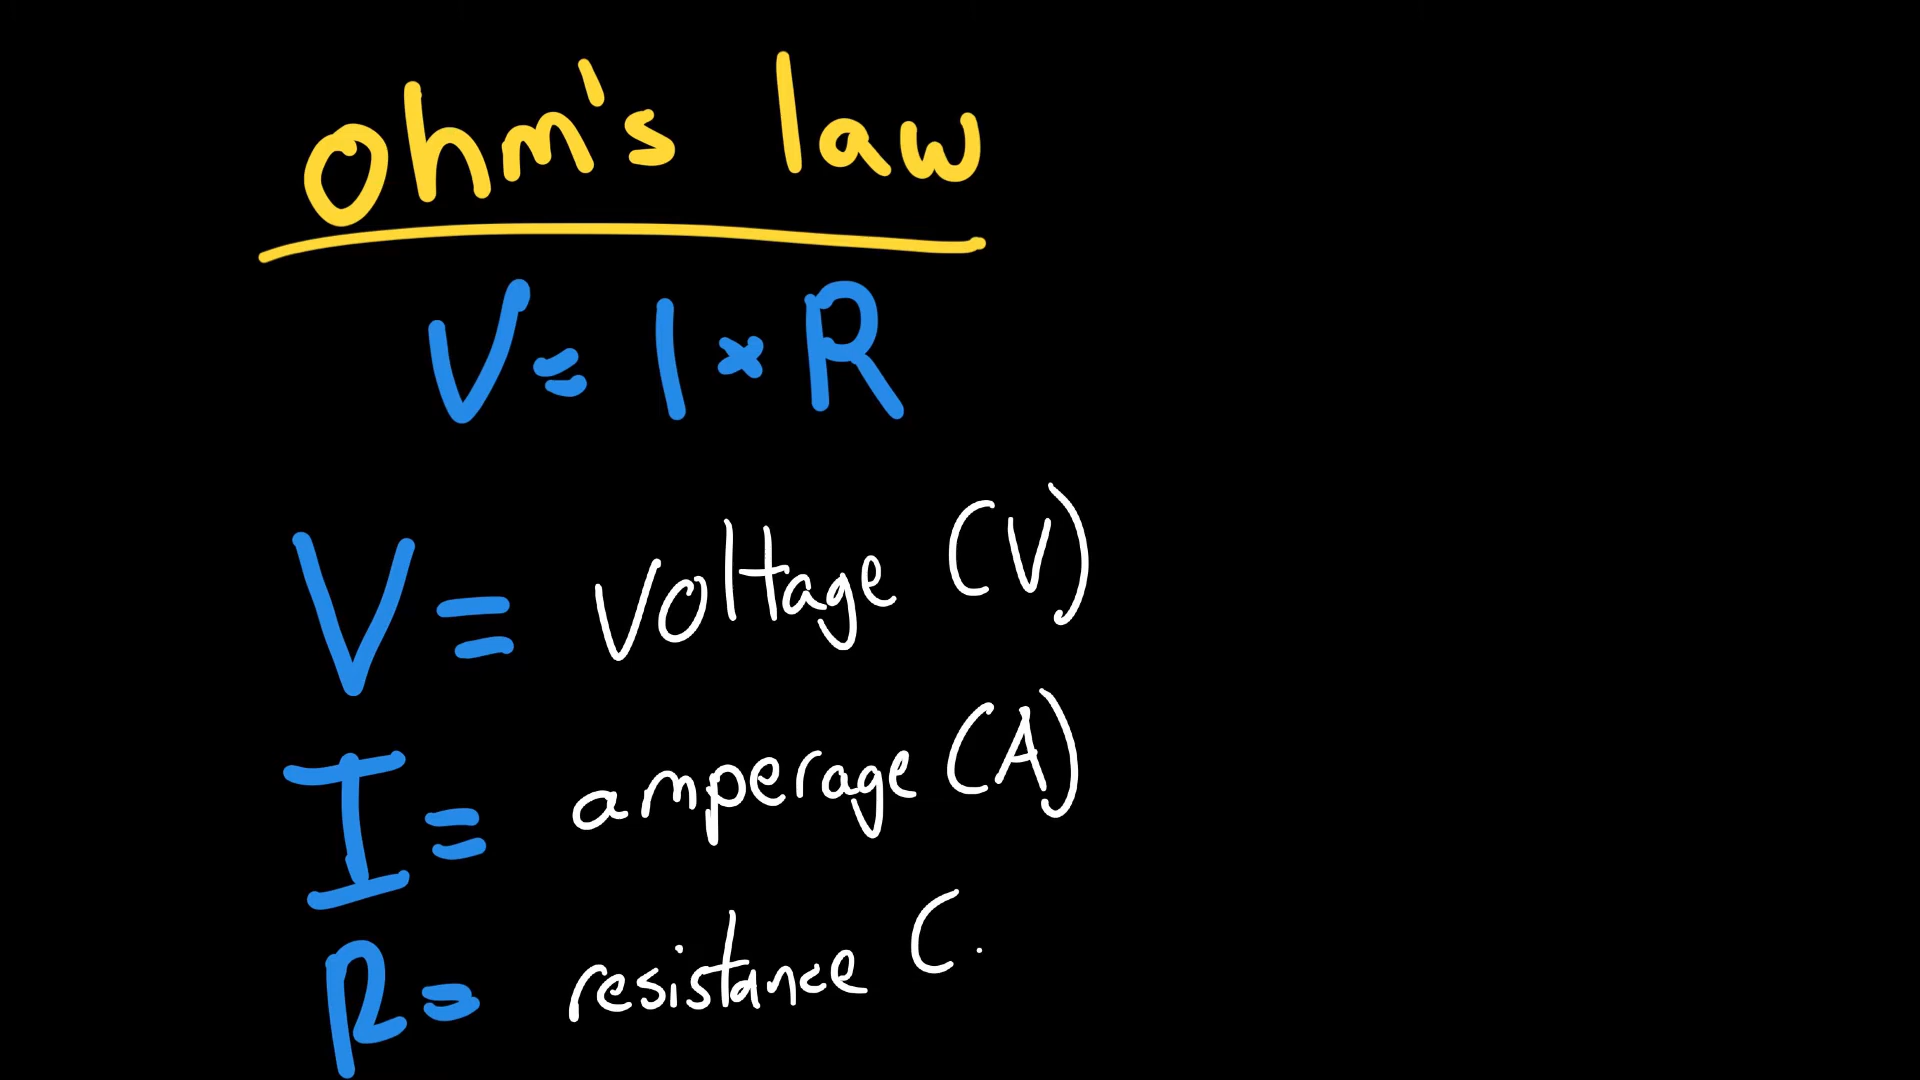 Ohm's law
V = I × R
V = voltage (V)
I = amperage (A)
R = resistance (.